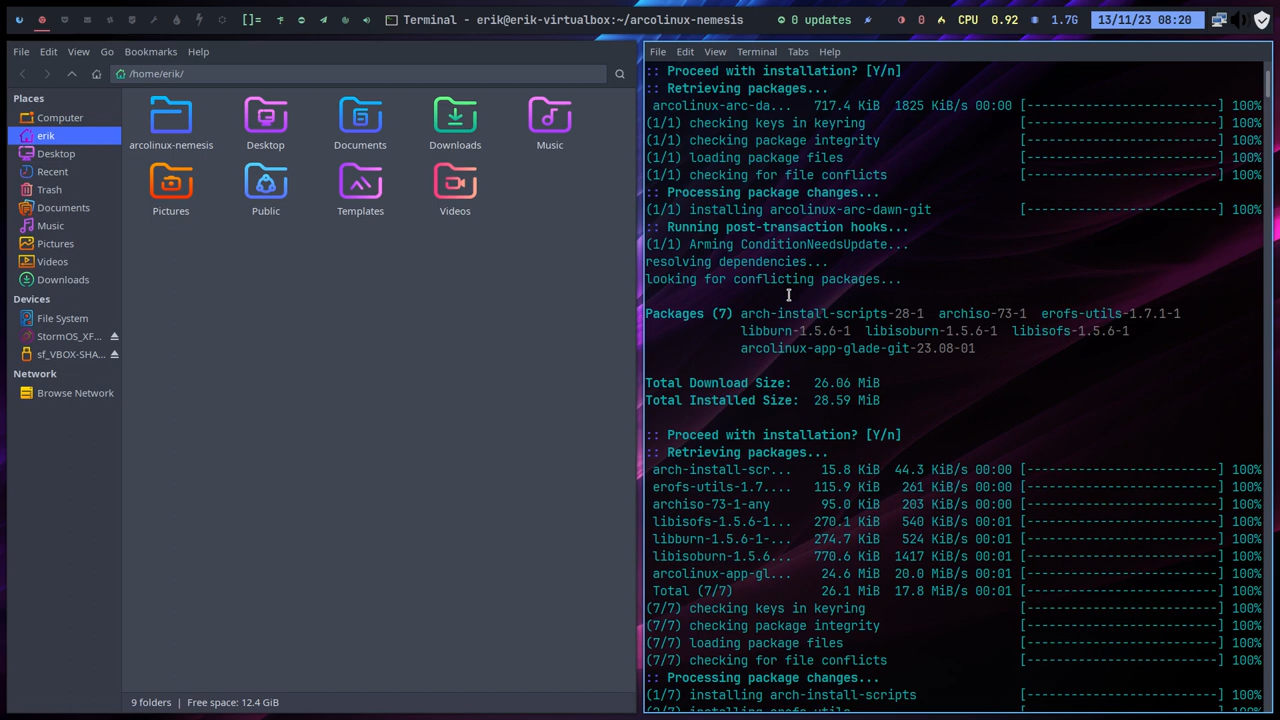 []=
Terminal - erik@erik-virtualbox:~/arcolinux-nemesis
0 updates
0
CPU 0.92
1.7G
13/11/23 08:20
File Edit View Go Bookmarks Help
/home/erik/
Places
Computer
erik
Desktop
Recent
Trash
Documents
Music
Pictures
Videos
Downloads
Devices
File System
StormOS_XF...
sf_VBOX-SHA...
Network
Browse Network
arcolinux-nemesis Desktop Documents Downloads Music
Pictures Public Templates Videos
9 folders | Free space: 12.4 GiB
File Edit View Terminal Tabs Help
:: Proceed with installation? [Y/n]
:: Retrieving packages...
arcolinux-arc-da... 717.4 KiB 1825 KiB/s 00:00 [----------------------] 100%
(1/1) checking keys in keyring [----------------------] 100%
(1/1) checking package integrity [----------------------] 100%
(1/1) loading package files [----------------------] 100%
(1/1) checking for file conflicts [----------------------] 100%
:: Processing package changes...
(1/1) installing arcolinux-arc-dawn-git [----------------------] 100%
:: Running post-transaction hooks...
(1/1) Arming ConditionNeedsUpdate...
resolving dependencies...
looking for conflicting packages...
Packages (7) arch-install-scripts-28-1 archiso-73-1 erofs-utils-1.7.1-1
libburn-1.5.6-1 libisoburn-1.5.6-1 libisofs-1.5.6-1
arcolinux-app-glade-git-23.08-01
Total Download Size: 26.06 MiB
Total Installed Size: 28.59 MiB
:: Proceed with installation? [Y/n]
:: Retrieving packages...
arch-install-scr... 15.8 KiB 44.3 KiB/s 00:00 [----------------------] 100%
erofs-utils-1.7.... 115.9 KiB 261 KiB/s 00:00 [----------------------] 100%
archiso-73-1-any 95.0 KiB 203 KiB/s 00:00 [----------------------] 100%
libisofs-1.5.6-1... 270.1 KiB 540 KiB/s 00:01 [----------------------] 100%
libburn-1.5.6-1-... 274.7 KiB 524 KiB/s 00:01 [----------------------] 100%
libisoburn-1.5.6... 770.6 KiB 1417 KiB/s 00:01 [----------------------] 100%
arcolinux-app-gl... 24.6 MiB 20.0 MiB/s 00:01 [----------------------] 100%
Total (7/7) 26.1 MiB 17.8 MiB/s 00:01 [----------------------] 100%
(7/7) checking keys in keyring [----------------------] 100%
(7/7) checking package integrity [----------------------] 100%
(7/7) loading package files [----------------------] 100%
(7/7) checking for file conflicts [----------------------] 100%
:: Processing package changes...
(1/7) installing arch-install-scripts [----------------------] 100%